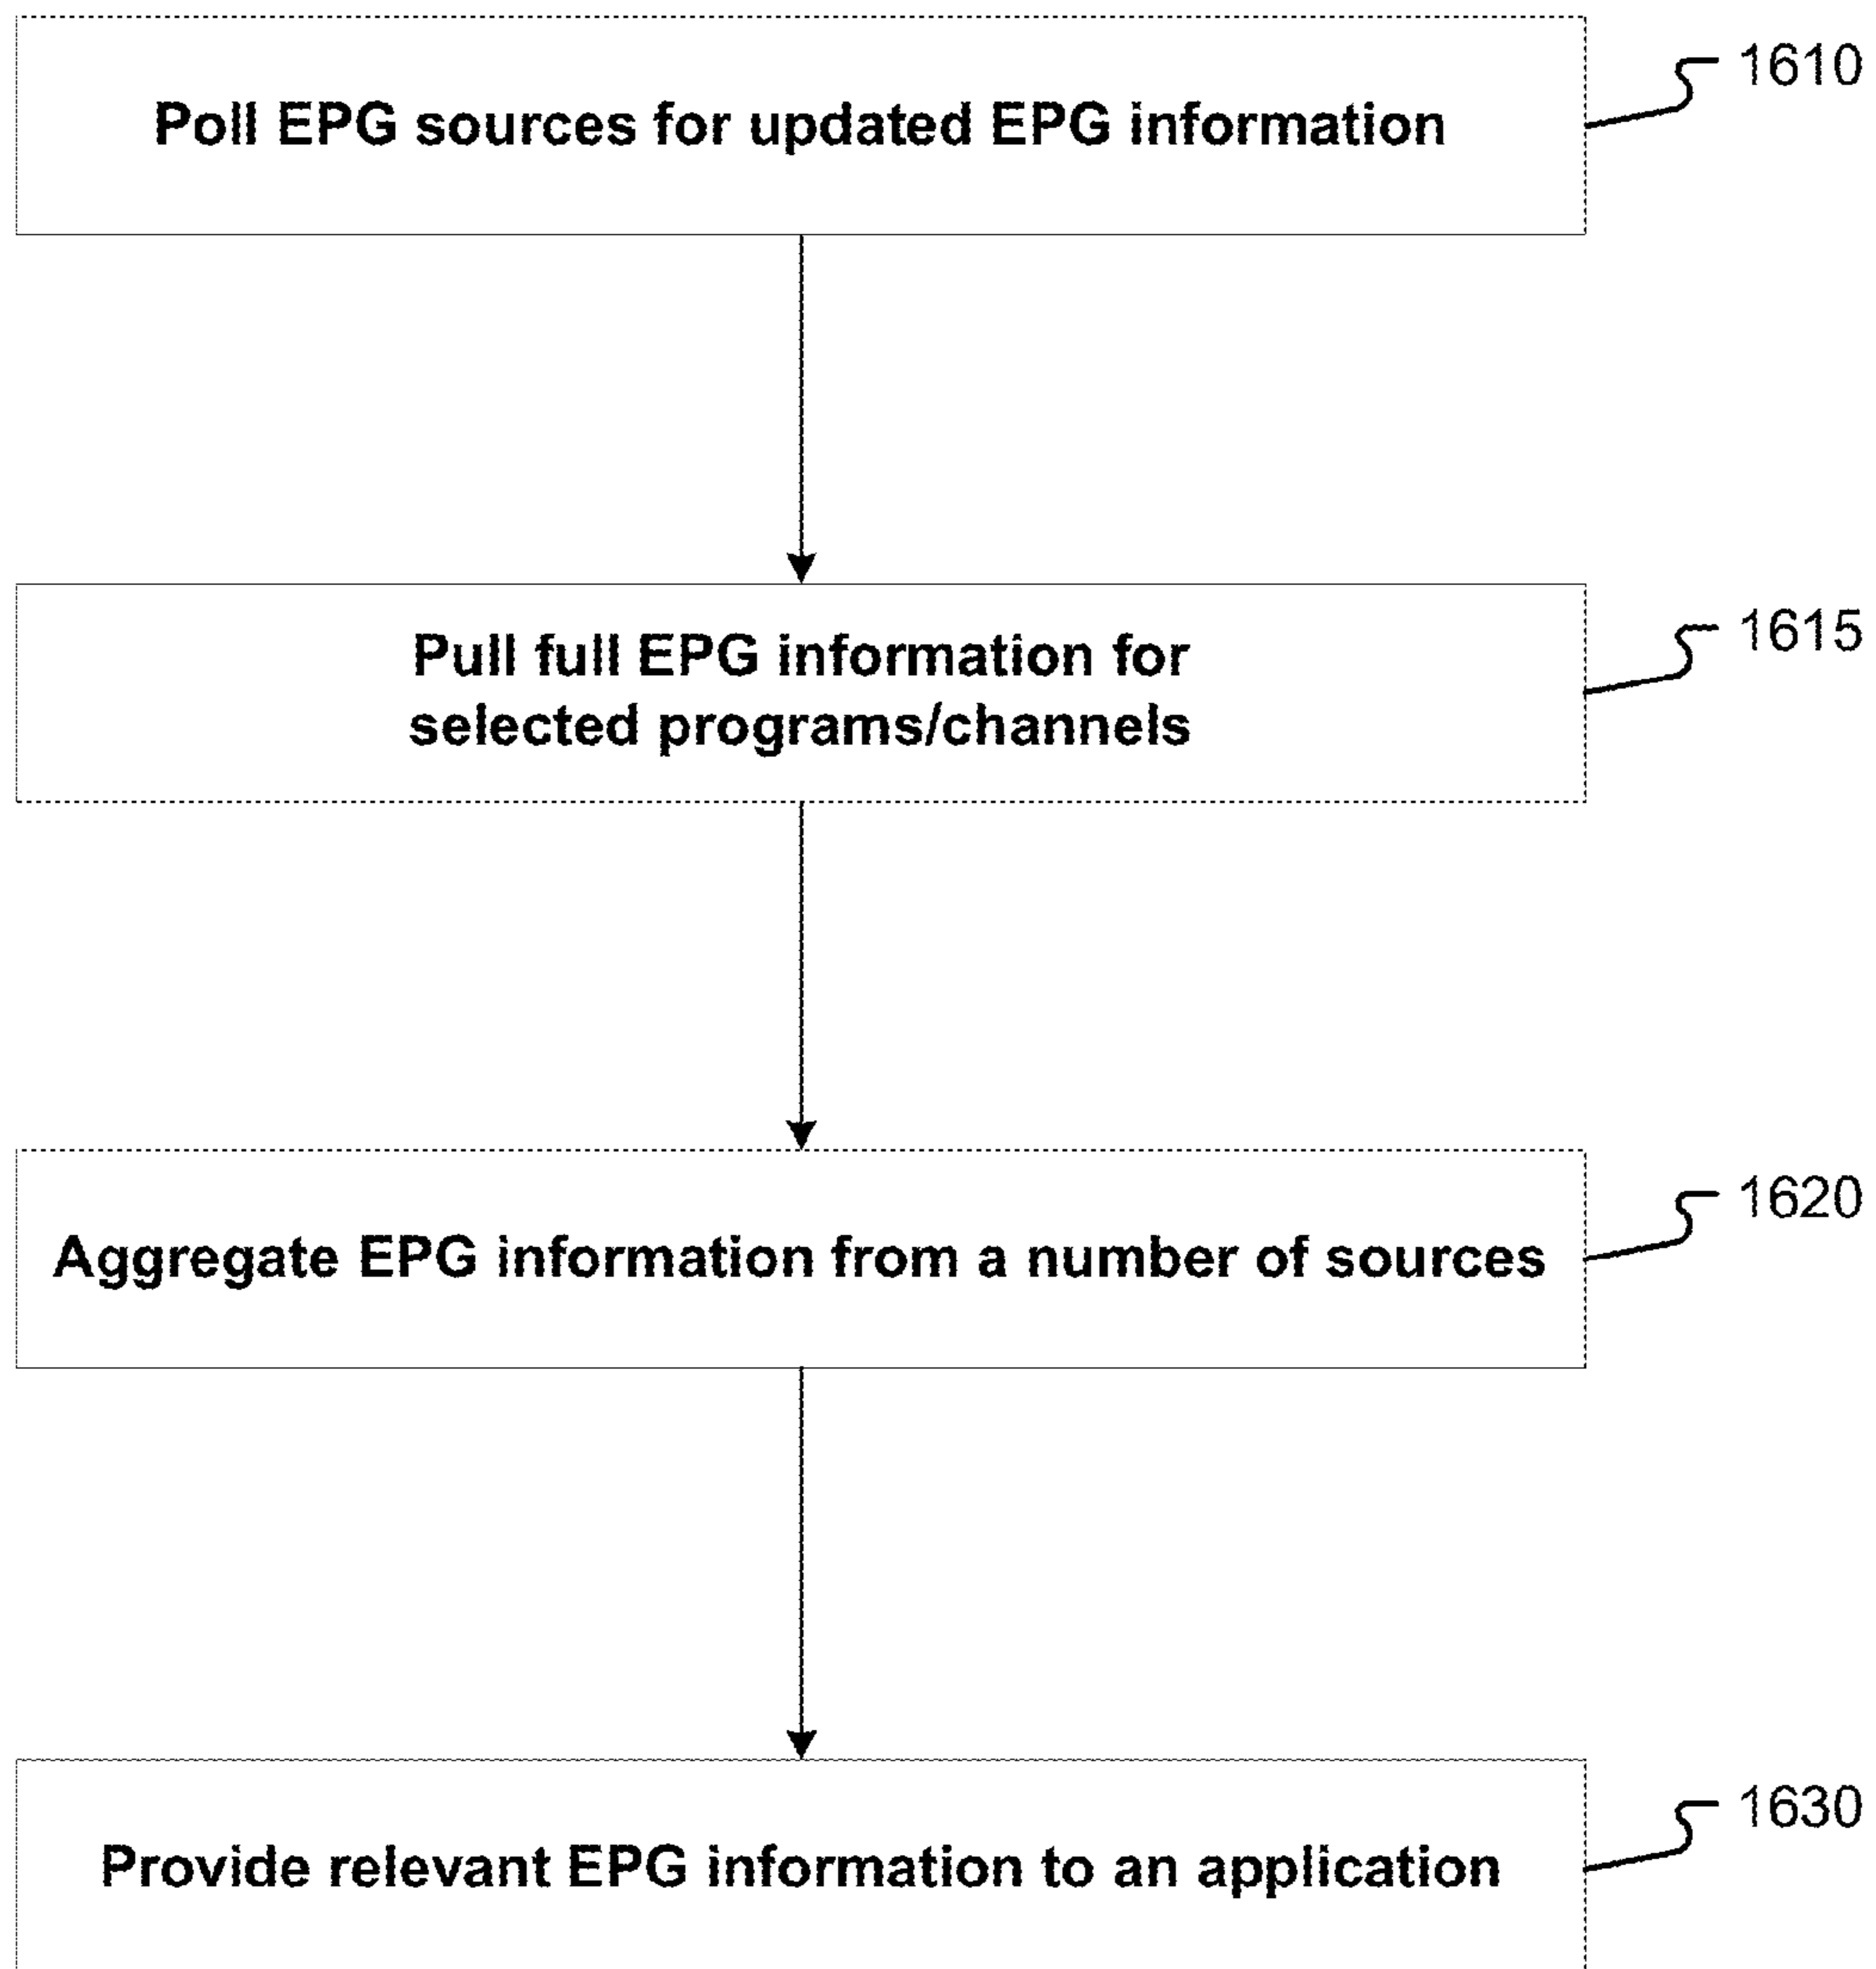 Poll EPG sources for updated EPG information
1610
Pull full EPG information for
selected programs/channels
1615
Aggregate EPG information from a number of sources
1620
Provide relevant EPG information to an application
1630